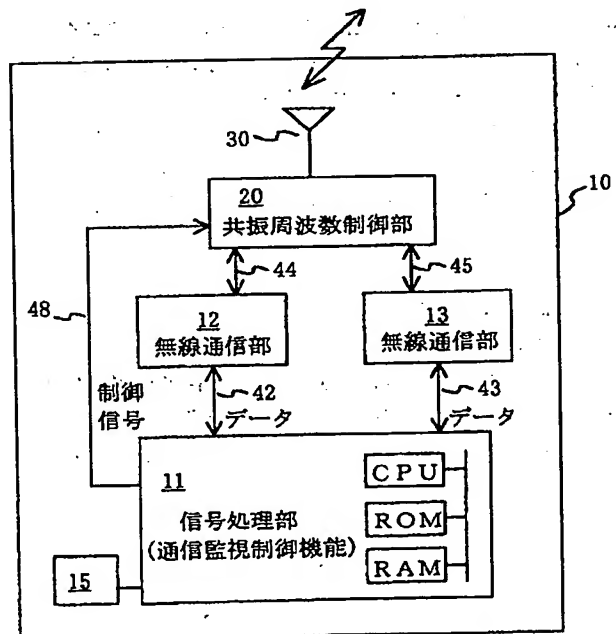 30
10
20
共振周波数制御部
44
45
48
12
無線通信部
13
無線通信部
制御
信号
42
データ
43
データ
11
信号処理部
(通信監視制御機能)
CPU
ROM
RAM
15